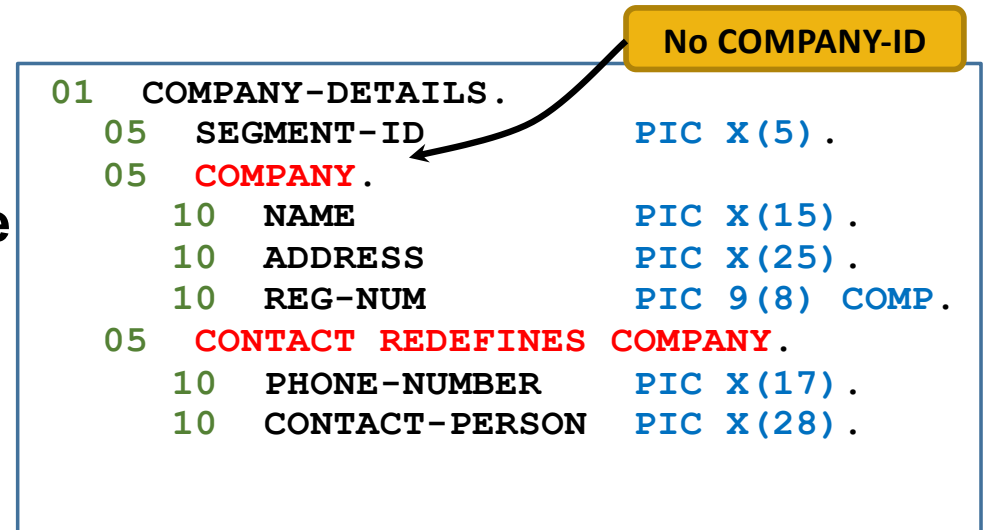 No COMPANY-ID
01 COMPANY-DETAILS.
05 SEGMENT-ID PIC X(5).
05 COMPANY.
10 NAME PIC X(15).
10 ADDRESS PIC X(25).
10 REG-NUM PIC 9(8) COMP.
05 CONTACT REDEFINES COMPANY.
10 PHONE-NUMBER PIC X(17).
10 CONTACT-PERSON PIC X(28).
e